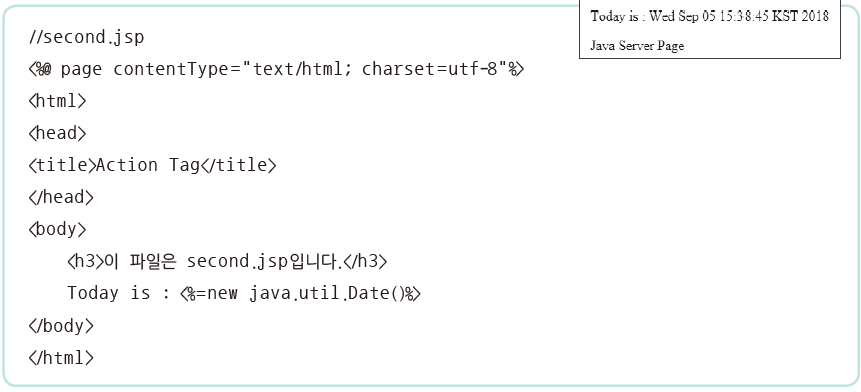 Today is : Wed Sep 05 15:38:45 KST 2018
Java Server Page
//second.jsp
<%@ page contentType="text/html; charset=utf-8"%>
<html>
<head>
<title>Action Tag</title>
</head>
<body>
<h3>이 파일은 second.jsp입니다.</h3>
Today is : <%=new java.util.Date()%>
</body>
</html>